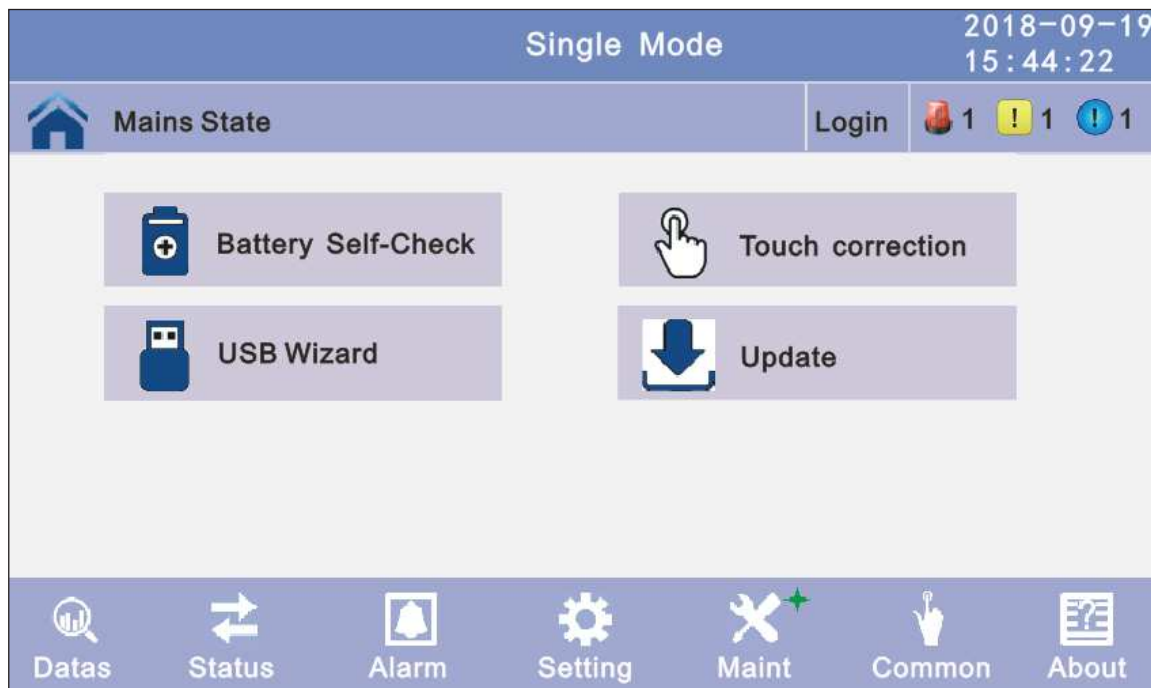 Single Mode
2018-09-19
15:44:22
Mains State
Login
1
! 1
! 1
Battery Self-Check
Touch correction
USB Wizard
Update
Datas
Status
Alarm
Setting
Maint
Common
?
About